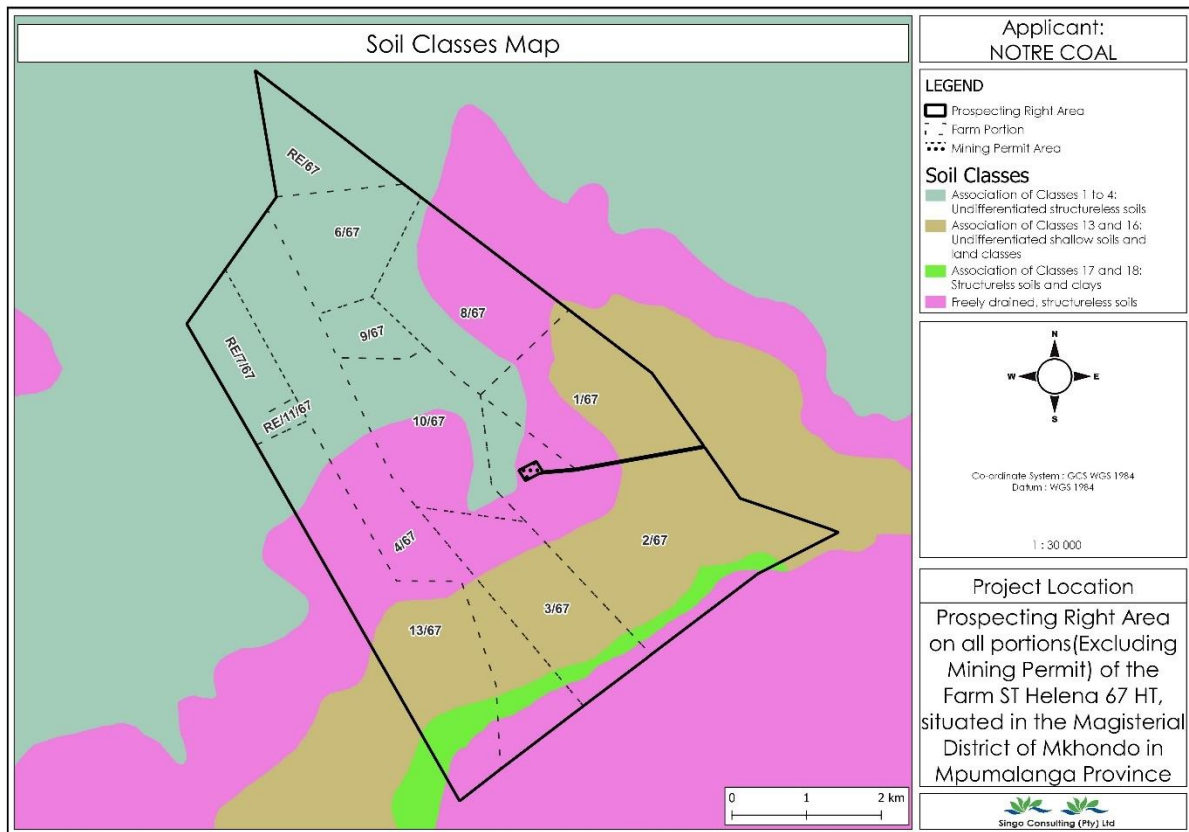 Soil Classes Map
RE/67
6/67
8/67
9/67
RE/7/67
1/67
RE/11/67
10/67
4/67
2/67
3/67
13/67
0 1 2 km
Applicant:
NOTRE COAL
LEGEND
Prospecting Right Area
Farm Portion
Mining Permit Area
Soil Classes
Association of Classes 1 to 4:
Undifferentiated structureless soils
Association of Classes 13 and 16:
Undifferentiated shallow soils and
land classes
Association of Classes 17 and 18:
Structurelss soils and clays
Freely drained, structureless soils
N
W E
S
Co-ordinate System : GCS WGS 1984
Datum : WGS 1984
1 : 30 000
Project Location
Prospecting Right Area
on all portions(Excluding
Mining Permit) of the
Farm ST Helena 67 HT,
situated in the Magisterial
District of Mkhondo in
Mpumalanga Province
Singo Consulting (Pty) Ltd